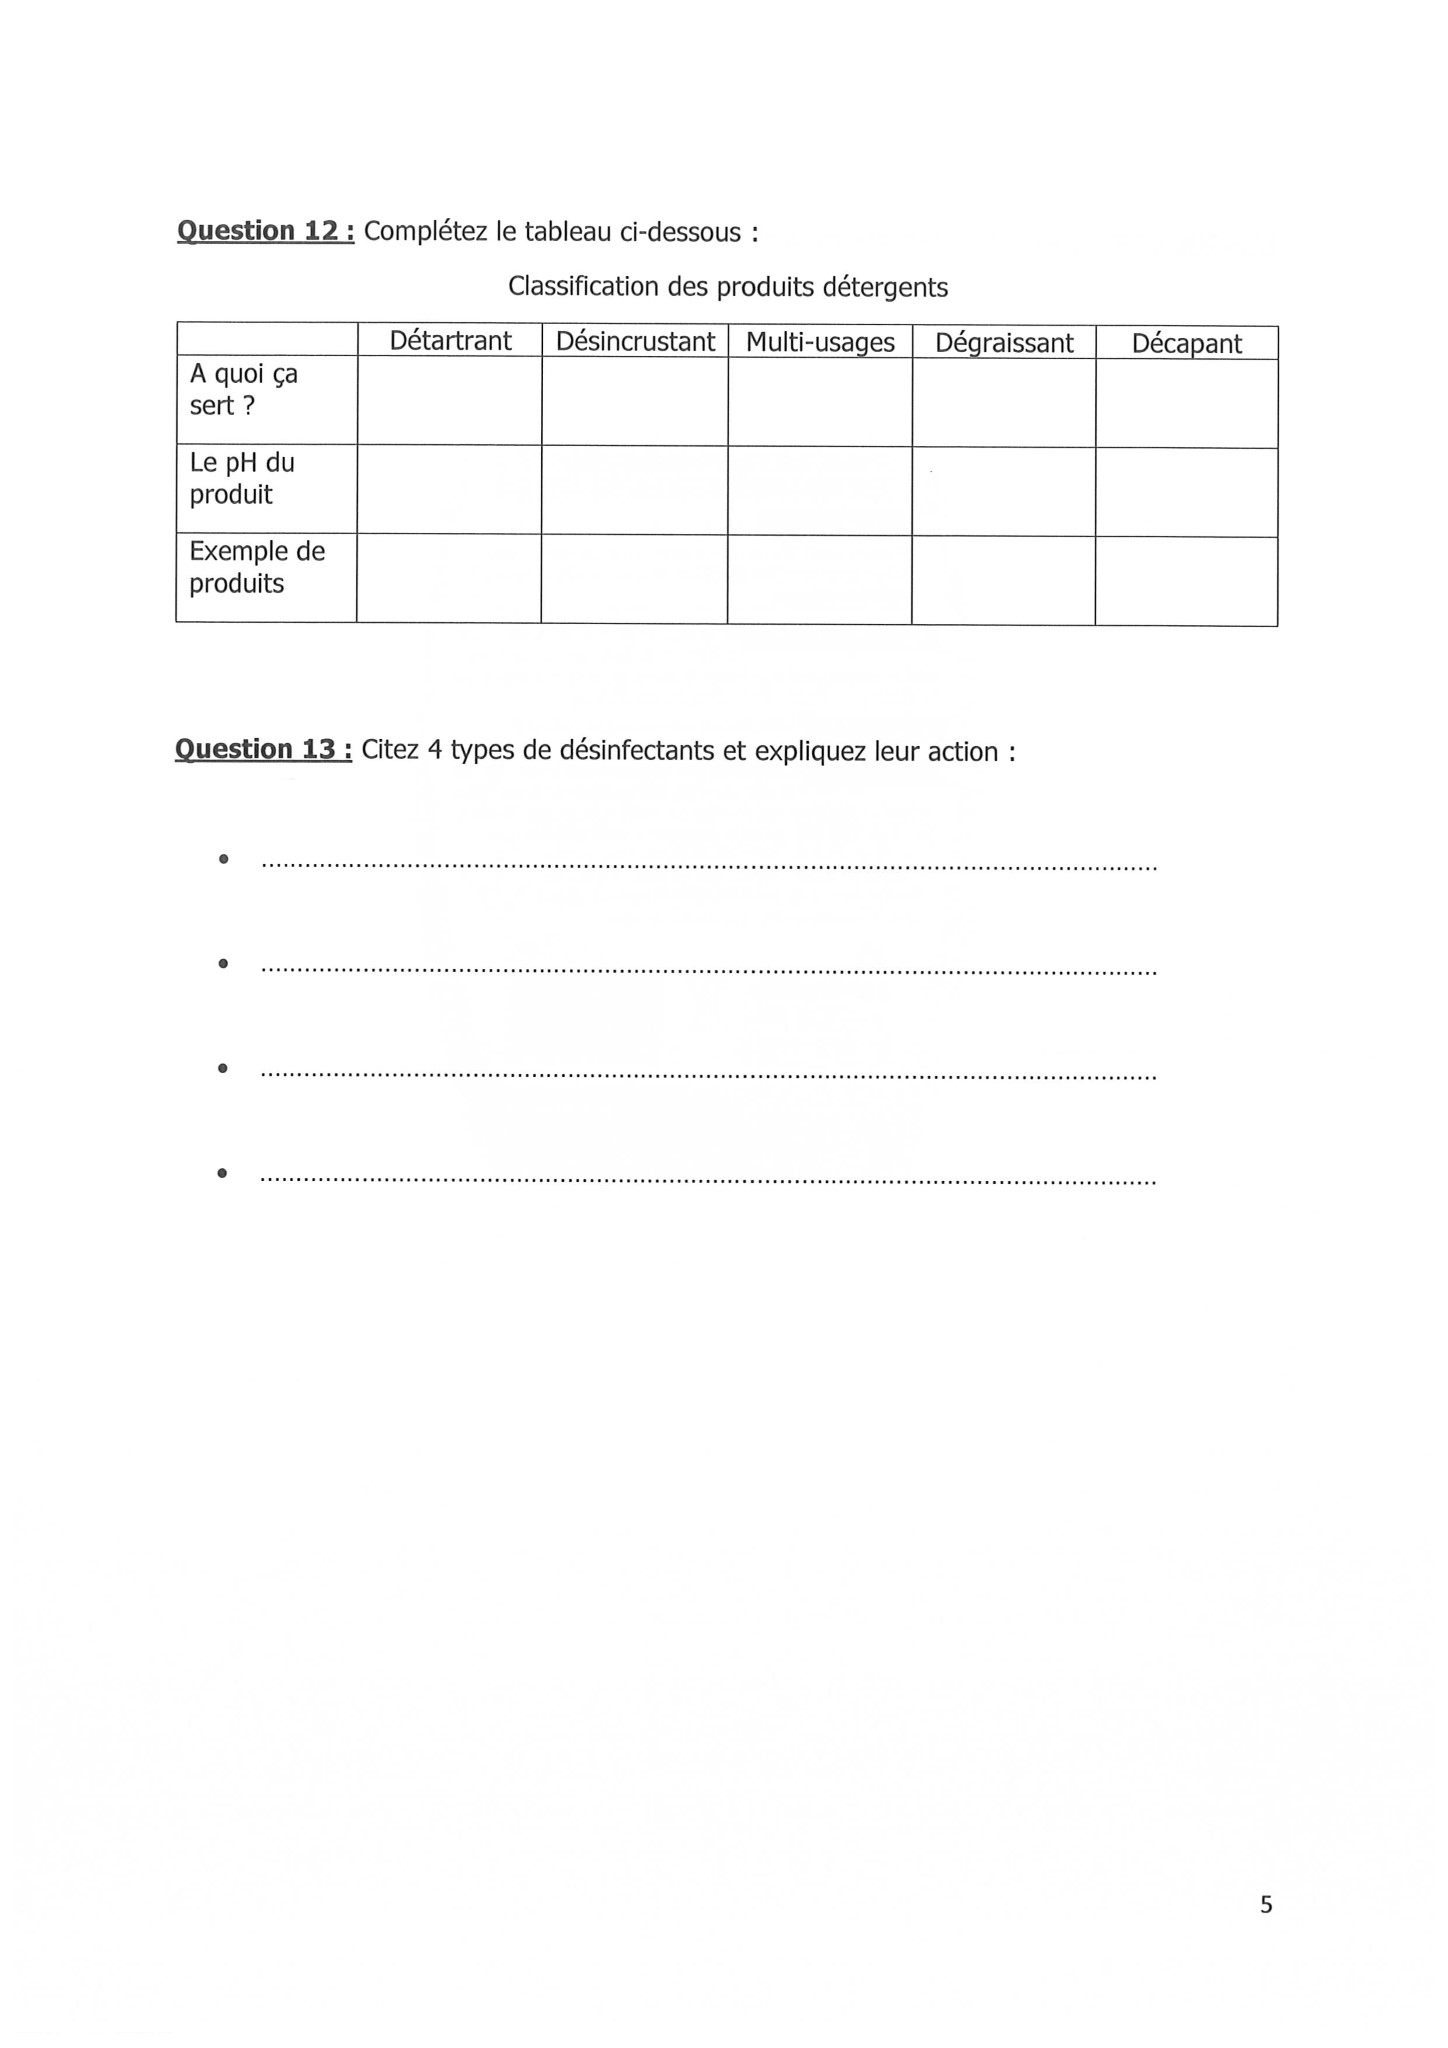 Question 12 : Complétez le tableau ci-dessous :
Classification des produits détergents
Détartrant Désincrustant Multi-usages Dégraissant Décapant
A quoi ça
sert ?
Le pH du
produit
Exemple de
produits
Question 13 : Citez 4 types de désinfectants et expliquez leur action :
5